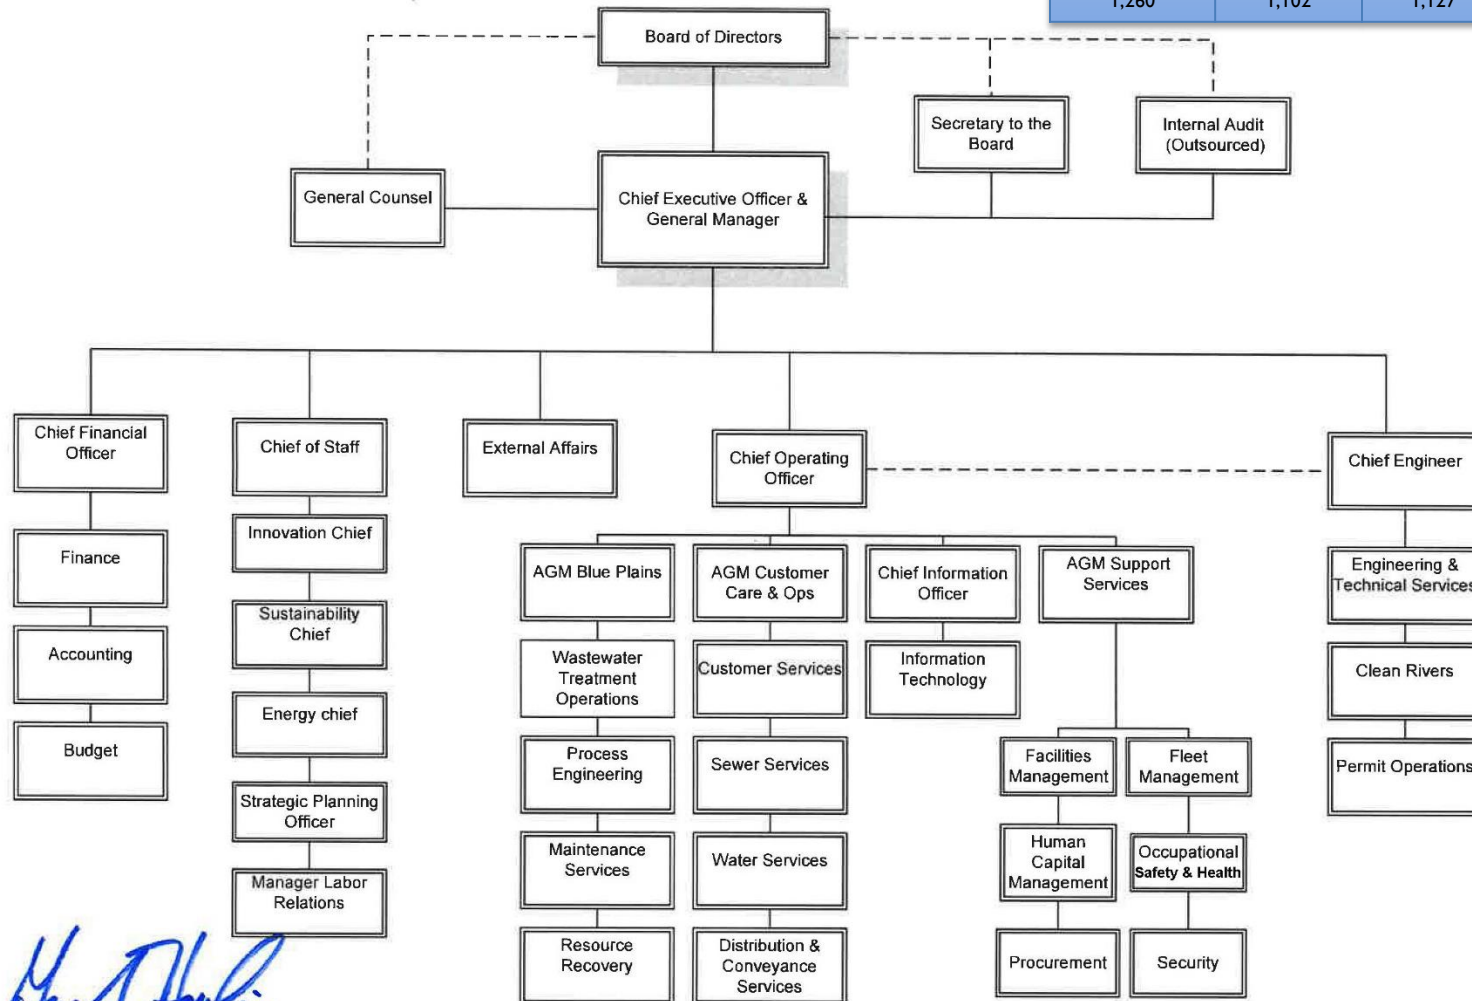 1,260 1,102 1,127
Board of Directors
Secretary to the
Board
Internal Audit
(Outsourced)
General Counsel
Chief Executive Officer &
General Manager
Chief Financial
Officer
Chief of Staff
External Affairs
Chief Operating
Officer
Chief Engineer
Finance
Accounting
Budget
Innovation Chief
Sustainability
Chief
Energy chief
Strategic Planning
Officer
Manager Labor
Relations
AGM Blue Plains
Wastewater
Treatment
Operations
Process
Engineering
Maintenance
Services
Resource
Recovery
AGM Customer
Care & Ops
Customer Services
Sewer Services
Water Services
Distribution &
Conveyance
Services
Chief Information
Officer
Information
Technology
AGM Support
Services
Facilities
Management
Human
Capital
Management
Procurement
Fleet
Management
Occupational
Safety & Health
Security
Engineering &
Technical Services
Clean Rivers
Permit Operations